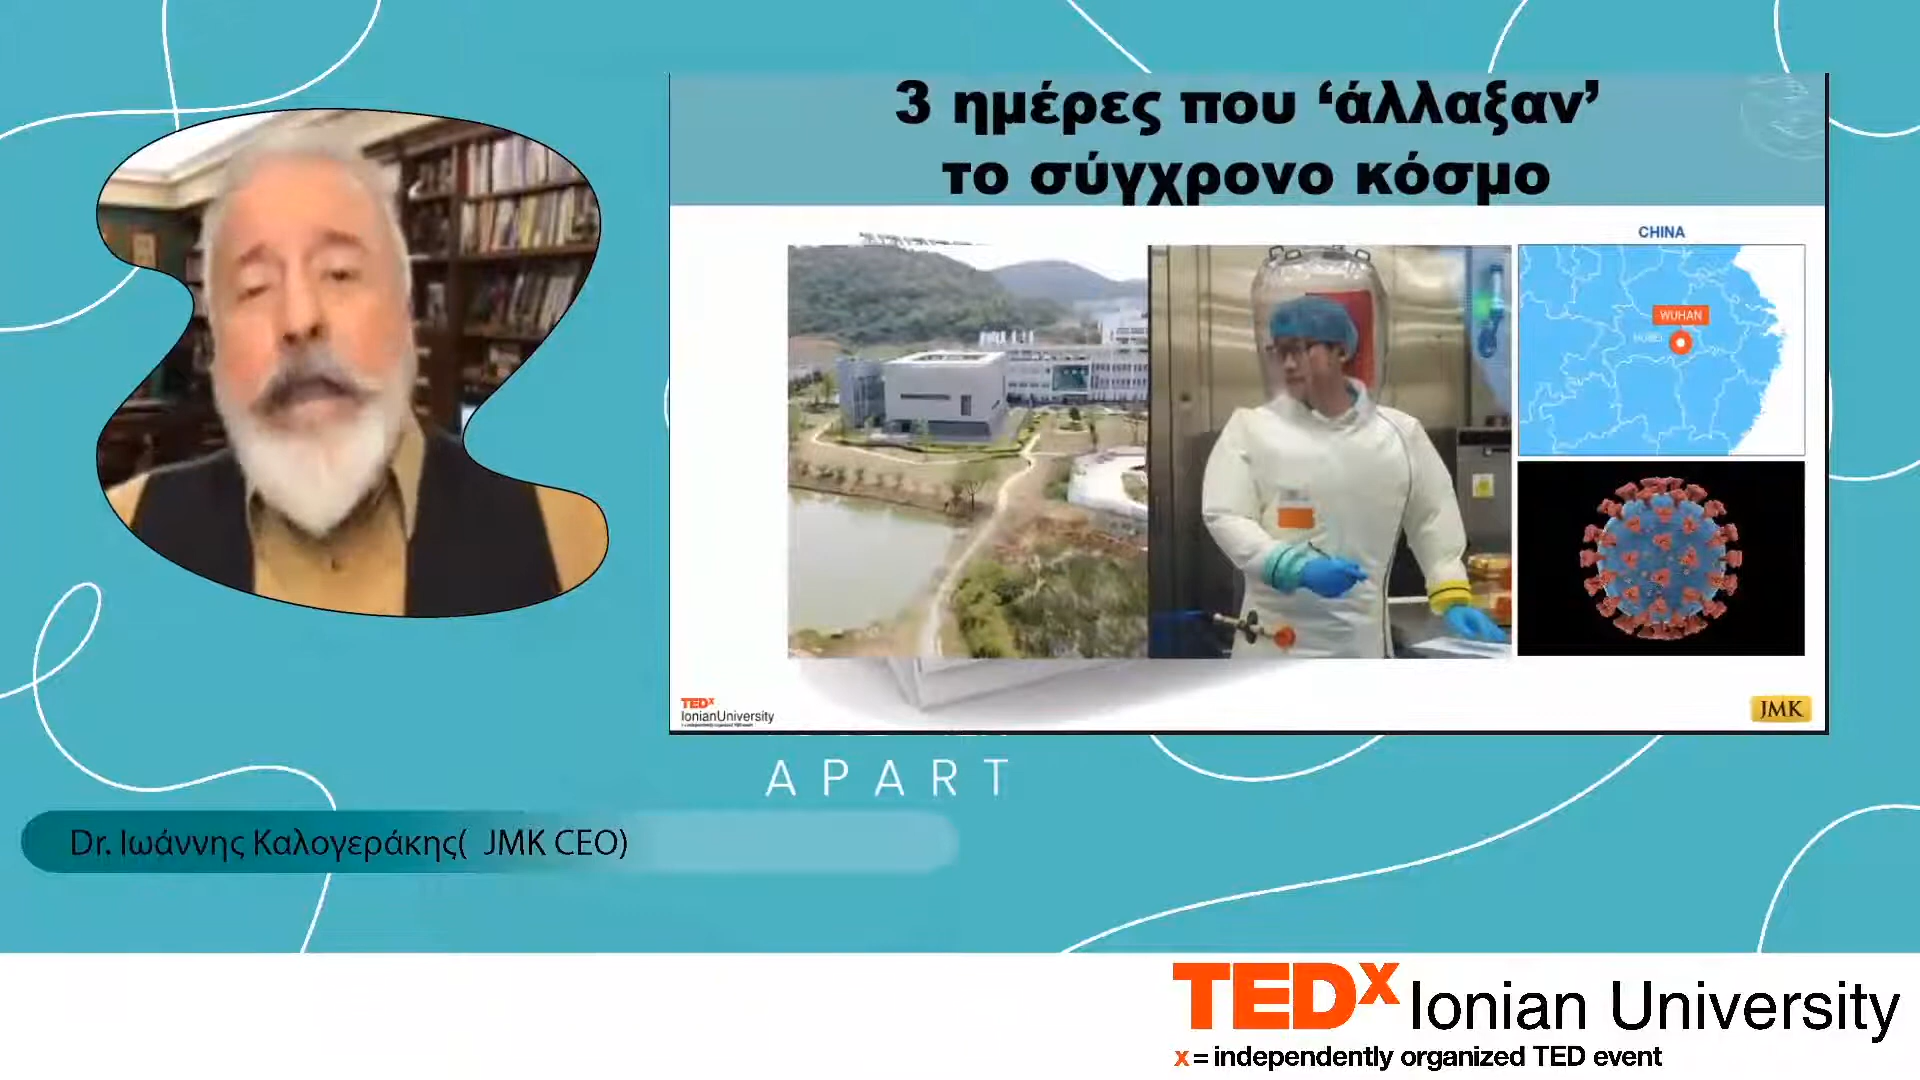 3 ημέρες που ‘άλλαξαν’
το σύγχρονο κόσμο
CHINA
WUHAN
HUBEI
TEDx
IonianUniversity
JMK
APART
Dr. Ιωάννης Καλογεράκης( JMK CEO)
TEDx Ionian University
x = independently organized TED event